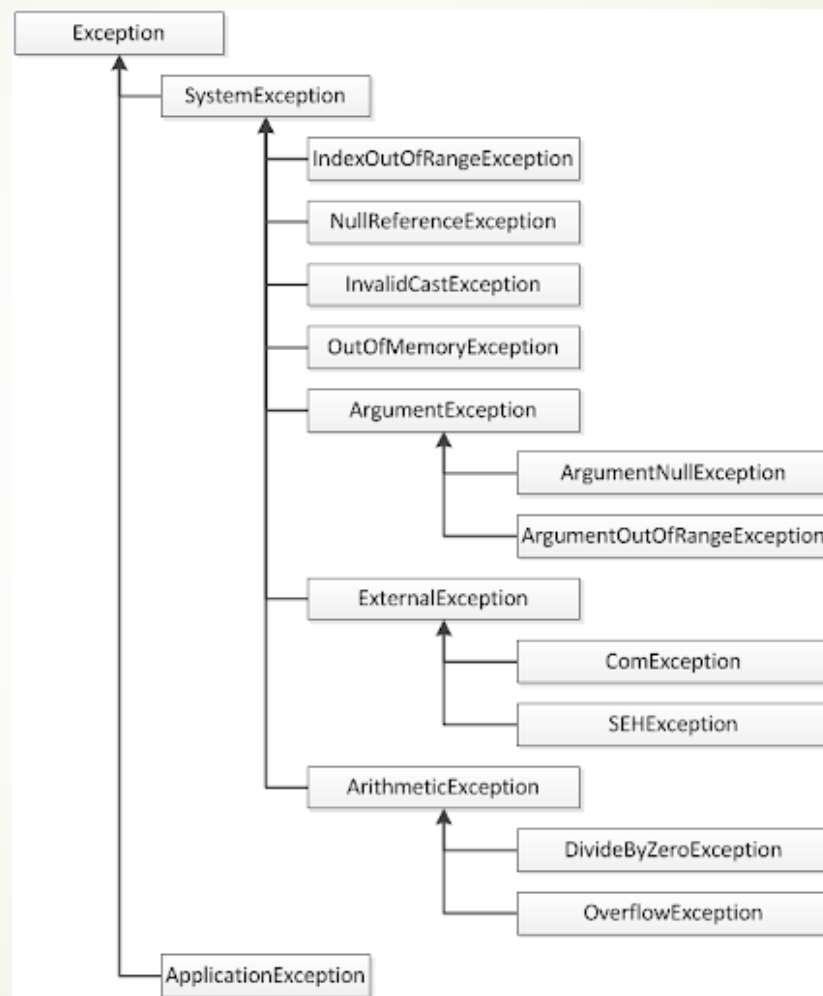 Exception
SystemException
IndexOutOfRangeException
NullReferenceException
InvalidCastException
OutOfMemoryException
ArgumentException
ArgumentNullException
ArgumentOutOfRangeException
ExternalException
ComException
SEHException
ArithmeticException
DivideByZeroException
OverflowException
ApplicationException